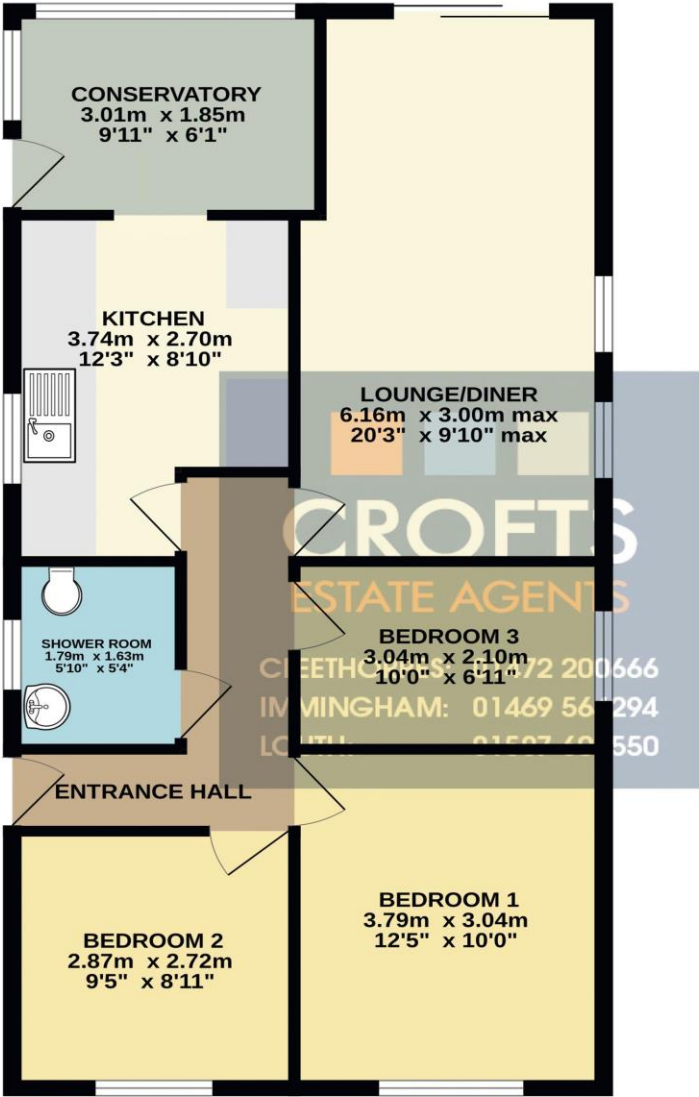 CONSERVATORY
3.01m x 1.85m
9'11" x 6'1"
KITCHEN
3.74m x 2.70m
12'3" x 8'10"
LOUNGE/DINER
6.16m x 3.00m max
20'3" x 9'10" max
CROFTS
ESTATE AGENTS
SHOWER ROOM
1.79m x 1.63m
5'10" x 5'4"
BEDROOM 3
3.04m x 2.10m
10'0" x 6'11"
200666
IMMINGHAM: 01469 294
550
ENTRANCE HALL
BEDROOM 1
3.79m x 3.04m
12'5" x 10'0"
BEDROOM 2
2.87m x 2.72m
9'5" x 8'11"